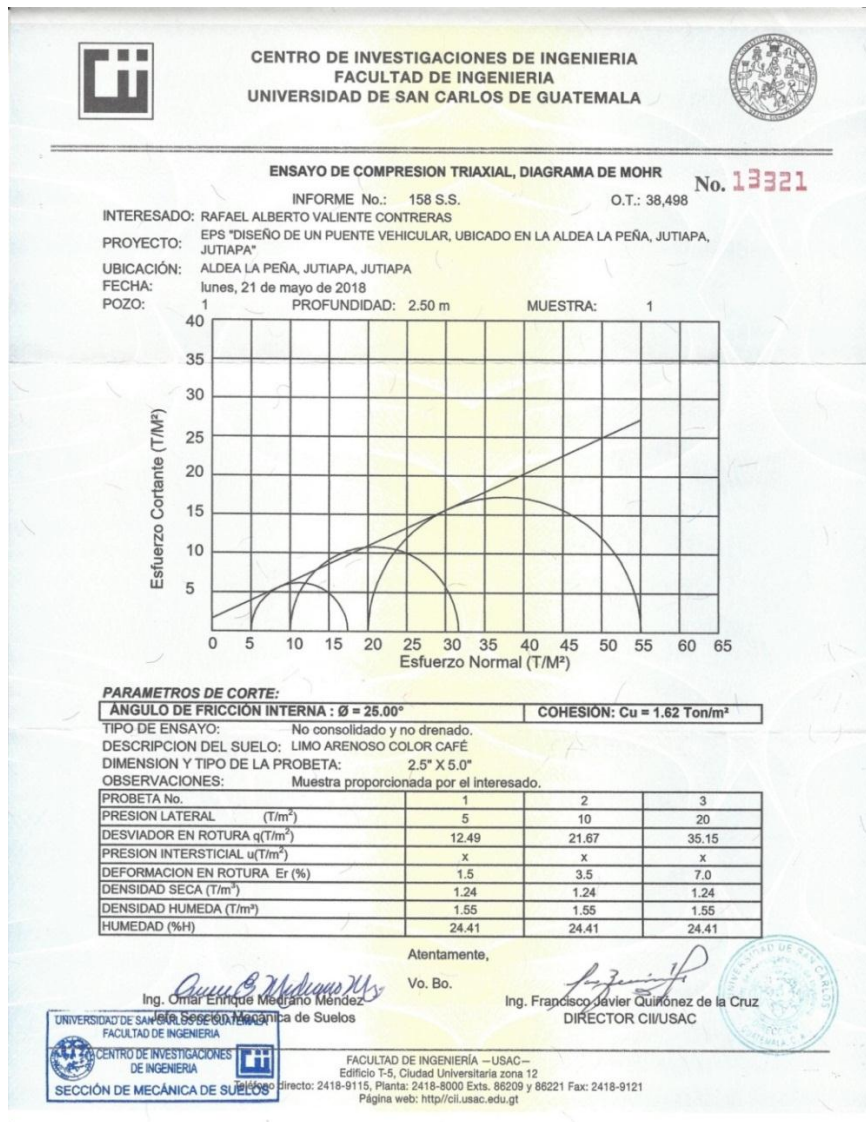 Cii
CENTRO DE INVESTIGACIONES DE INGENIERIA
FACULTAD DE INGENIERIA
UNIVERSIDAD DE SAN CARLOS DE GUATEMALA
ENSAYO DE COMPRESION TRIAXIAL, DIAGRAMA DE MOHR
No. 13321
INFORME No.: 158 S.S. O.T.: 38,498
INTERESADO: RAFAEL ALBERTO VALIENTE CONTRERAS
PROYECTO: EPS "DISEÑO DE UN PUENTE VEHICULAR, UBICADO EN LA ALDEA LA PEÑA, JUTIAPA,
JUTIAPA"
UBICACIÓN: ALDEA LA PEÑA, JUTIAPA, JUTIAPA
FECHA: lunes, 21 de mayo de 2018
POZO: 1 PROFUNDIDAD: 2.50 m MUESTRA: 1
40
35
30
25
20
15
10
5
Esfuerzo Cortante (T/M²)
0 5 10 15 20 25 30 35 40 45 50 55 60 65
Esfuerzo Normal (T/M²)
PARAMETROS DE CORTE:
ÁNGULO DE FRICCIÓN INTERNA : Ø = 25.00° COHESIÓN: Cu = 1.62 Ton/m²
TIPO DE ENSAYO: No consolidado y no drenado.
DESCRIPCION DEL SUELO: LIMO ARENOSO COLOR CAFÉ
DIMENSION Y TIPO DE LA PROBETA: 2.5" X 5.0"
OBSERVACIONES: Muestra proporcionada por el interesado.
PROBETA No. 1 2 3
PRESION LATERAL (T/m²) 5 10 20
DESVIADOR EN ROTURA q(T/m²) 12.49 21.67 35.15
PRESION INTERSTICIAL u(T/m²) x x x
DEFORMACION EN ROTURA Er (%) 1.5 3.5 7.0
DENSIDAD SECA (T/m³) 1.24 1.24 1.24
DENSIDAD HUMEDA (T/m³) 1.55 1.55 1.55
HUMEDAD (%H) 24.41 24.41 24.41
Atentamente,
Vo. Bo.
Ing. Omar Enrique Medrano Méndez
Jefe Sección Mecánica de Suelos
Ing. Francisco Javier Quiñónez de la Cruz
DIRECTOR CII/USAC
UNIVERSIDAD DE SAN CARLOS DE GUATEMALA
FACULTAD DE INGENIERIA
CENTRO DE INVESTIGACIONES
DE INGENIERIA
Cii
SECCIÓN DE MECÁNICA DE SUELOS
FACULTAD DE INGENIERÍA —USAC—
Edificio T-5, Ciudad Universitaria zona 12
Teléfono directo: 2418-9115, Planta: 2418-8000 Exts. 86209 y 86221 Fax: 2418-9121
Página web: http//cii.usac.edu.gt